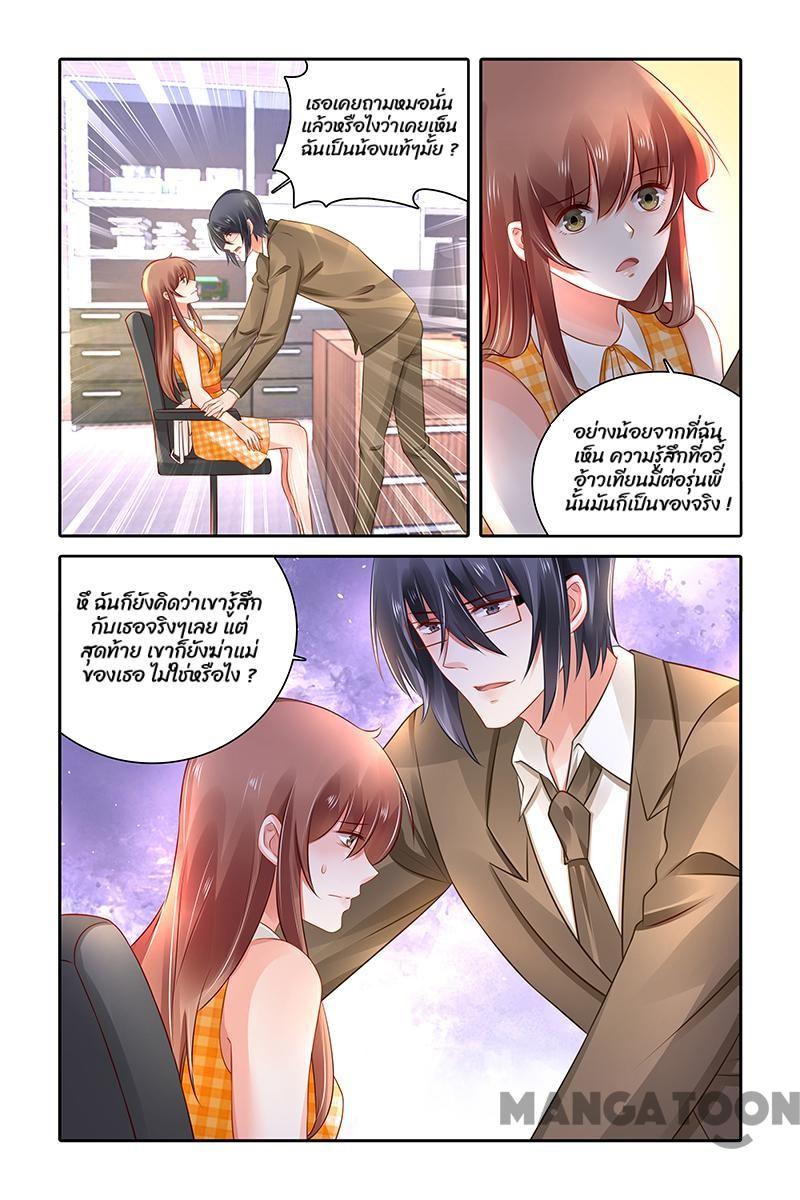 เธอเคยถามหมอนั่น
แล้วหรือไงว่าเคยเห็น
ฉันเป็นน้องแท้ๆมั้ย ?
อย่างน้อยจากที่ฉัน
เห็น ความรู้สึกที่อวี้
อ้าวเทียนมีต่อรุ่นพี่
นั้นมันก็เป็นของจริง !
หึ ฉันก็ยังคิดว่าเขารู้สึก
กับเธอจริงๆเลย แต่
สุดท้าย เขาก็ยังฆ่าแม่
ของเธอ ไม่ใช่หรือไง ?
MANGATOON